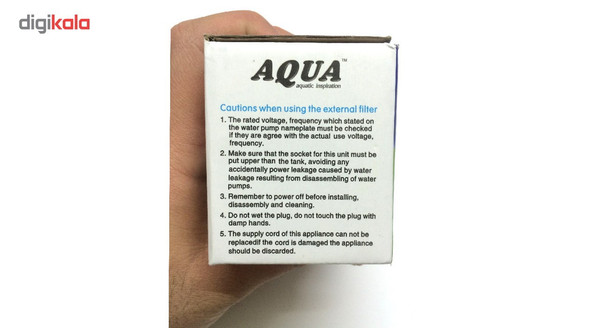 digikala
AQUA™
aquatic inspiration
Cautions when using the external filter
1. The rated voltage, frequency which stated on
the water pump nameplate must be checked
if they are agree with the actual use voltage,
frequency.
2. Make sure that the socket for this unit must be
put upper than the tank, avoiding any
accidentally power leakage caused by water
leakage resulting from disassembling of water
pumps.
3. Remember to power off before installing,
disassembly and cleaning.
4. Do not wet the plug, do not touch the plug with
damp hands.
5. The supply cord of this appliance can not be
replacedif the cord is damaged the appliance
should be discarded.